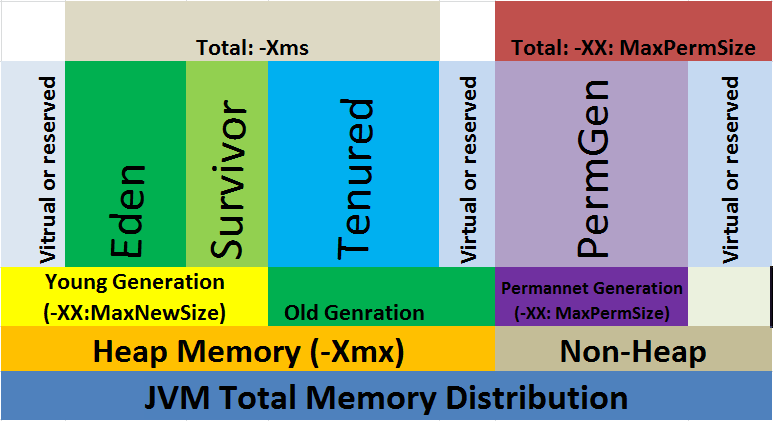 Total: -Xms
Total: -XX: MaxPermSize
Vitrual or reserved
Eden
Survivor
Tenured
Virtual or reserved
PermGen
Virtual or reserved
Young Generation
(-XX:MaxNewSize)
Old Genration
Permannet Generation
(-XX: MaxPermSize)
Heap Memory (-Xmx)
Non-Heap
JVM Total Memory Distribution